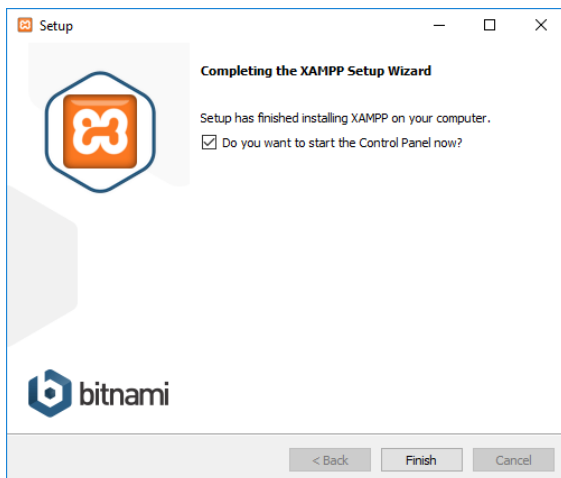 Setup
Completing the XAMPP Setup Wizard
Setup has finished installing XAMPP on your computer.
Do you want to start the Control Panel now?
bitnami
< Back
Finish
Cancel